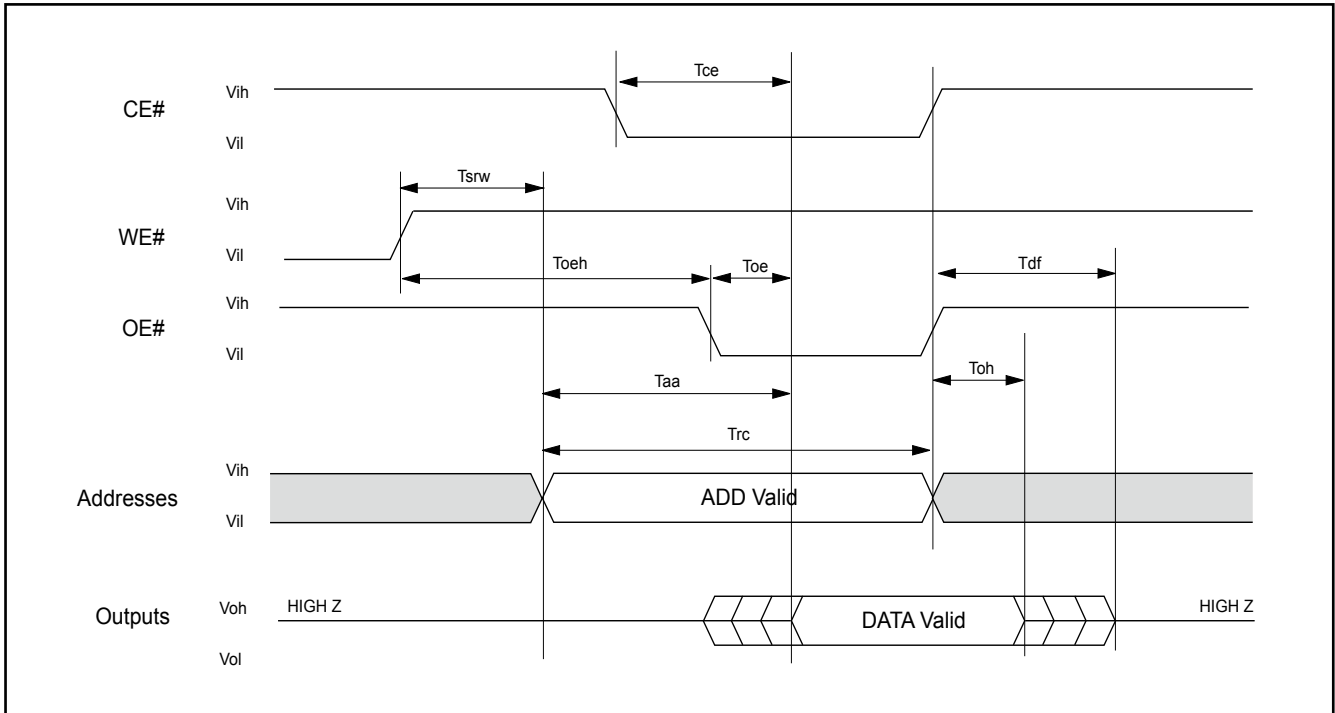 Tce
Vih
CE#
Vil
Tsrw
Vih
WE#
Vil
Toeh
Toe
Tdf
Vih
OE#
Vil
Toh
Taa
Trc
Vih
Addresses
ADD Valid
Vil
Outputs
Voh
HIGH Z
DATA Valid
HIGH Z
Vol